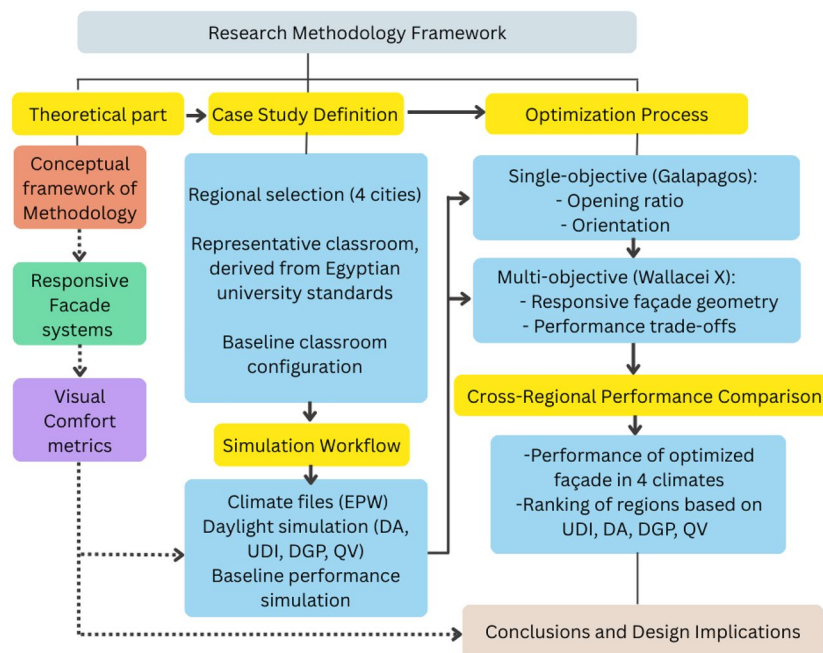 Research Methodology Framework
Theoretical part
Case Study Definition
Optimization Process
Conceptual
framework of
Methodology
Responsive
Facade
systems
Visual
Comfort
metrics
Regional selection (4 cities)
Representative classroom,
derived from Egyptian
university standards
Baseline classroom
configuration
Simulation Workflow
Climate files (EPW)
Daylight simulation (DA,
UDI, DGP, QV)
Baseline performance
simulation
Single-objective (Galapagos):
- Opening ratio
- Orientation
Multi-objective (Wallacei X):
- Responsive façade geometry
- Performance trade-offs
Cross-Regional Performance Comparison
-Performance of optimized
façade in 4 climates
-Ranking of regions based on
UDI, DA, DGP, QV
Conclusions and Design Implications